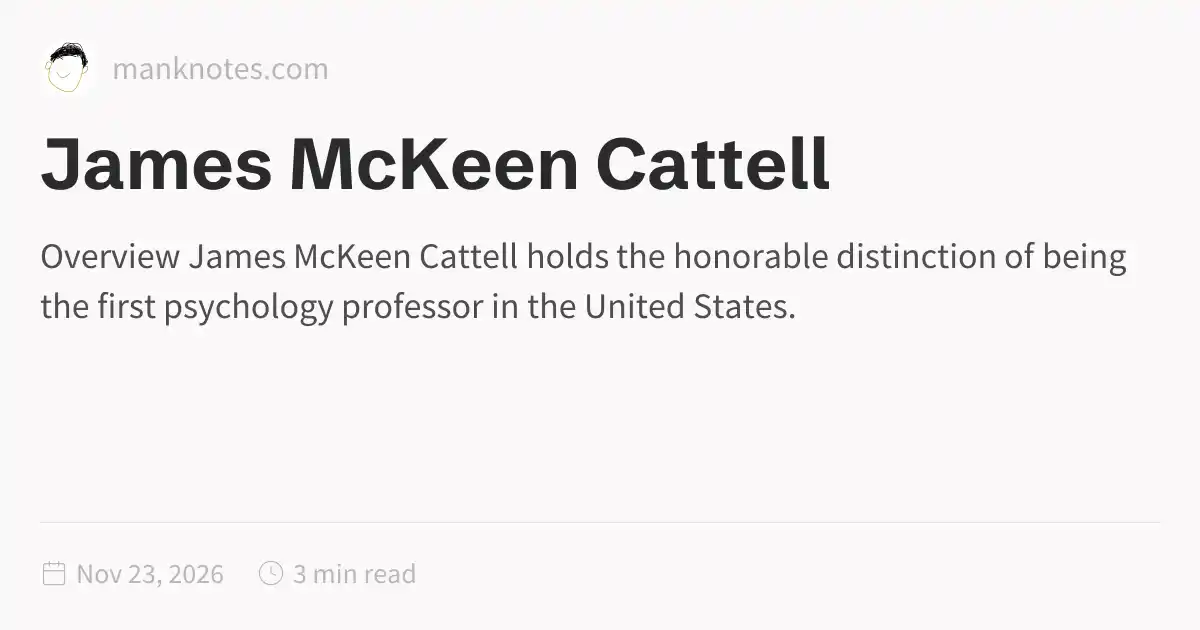 manknotes.com
James McKeen Cattell
Overview James McKeen Cattell holds the honorable distinction of being
the first psychology professor in the United States.
Nov 23, 2026
3 min read